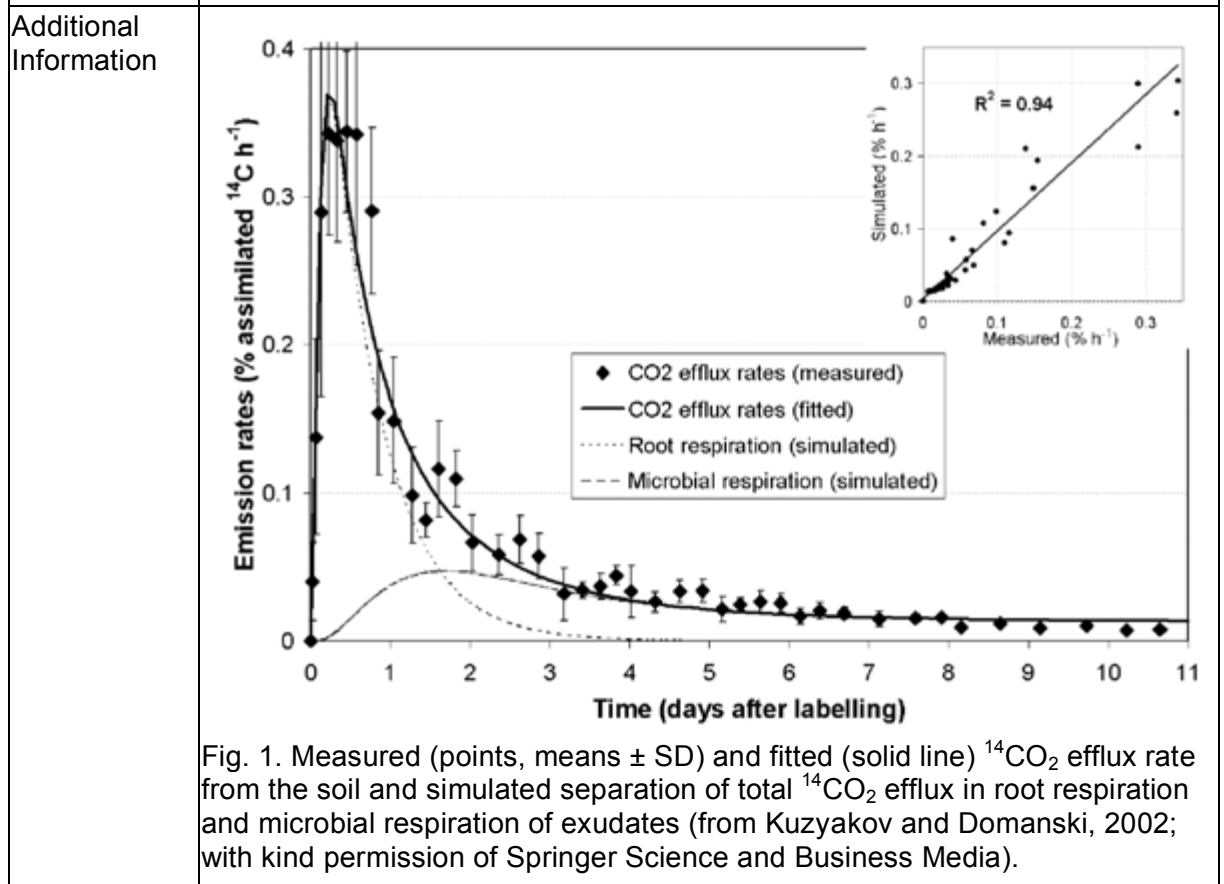 Additional
Information
0.4
0.3
0.2
0.1
0
Emission rates (% assimilated ¹⁴C h⁻¹)
0 1 2 3 4 5 6 7 8 9 10 11
Time (days after labelling)
0.3
0.2
0.1
0
R² = 0.94
Simulated (% h⁻¹)
0 0.1 0.2 0.3
Measured (% h⁻¹)
CO2 efflux rates (measured)
CO2 efflux rates (fitted)
Root respiration (simulated)
Microbial respiration (simulated)
Fig. 1. Measured (points, means ± SD) and fitted (solid line) ¹⁴CO₂ efflux rate
from the soil and simulated separation of total ¹⁴CO₂ efflux in root respiration
and microbial respiration of exudates (from Kuzyakov and Domanski, 2002;
with kind permission of Springer Science and Business Media).